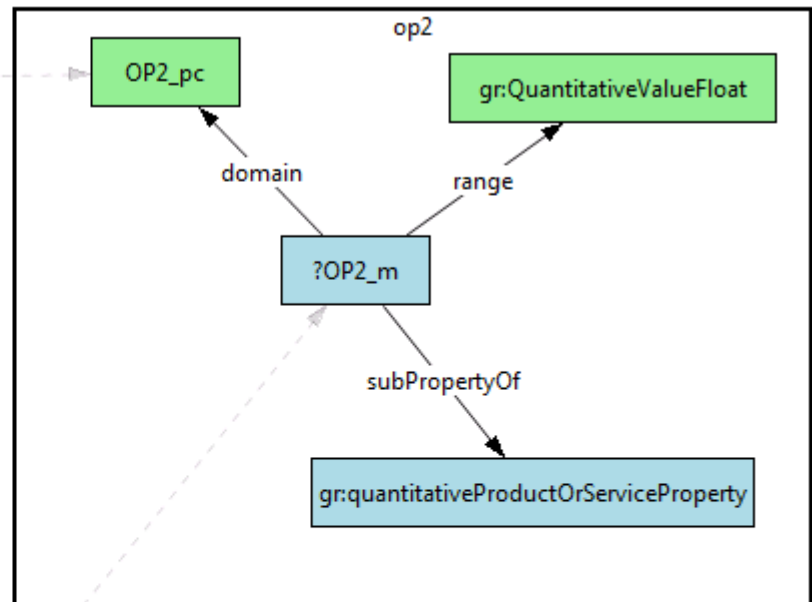 op2
OP2_pc
gr:QuantitativeValueFloat
domain
range
?OP2_m
subPropertyOf
gr:quantitativeProductOrServiceProperty